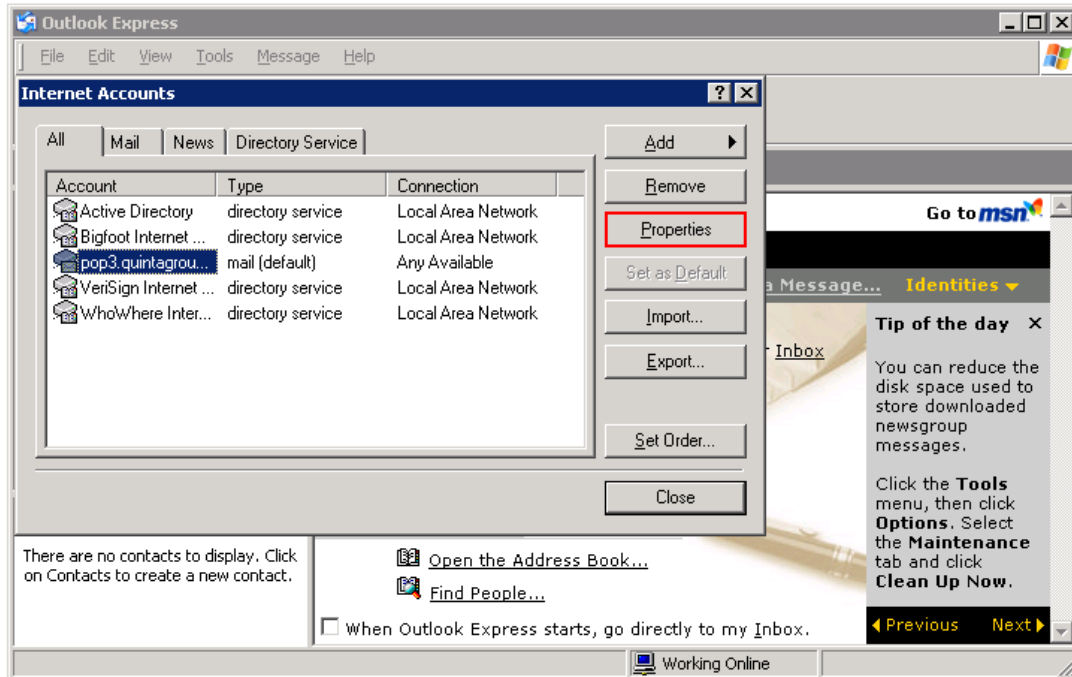 Outlook Express
File Edit View Tools Message Help
Internet Accounts
All Mail News Directory Service
Account Type Connection
Active Directory directory service Local Area Network
Bigfoot Internet ... directory service Local Area Network
pop3.quintagrou... mail (default) Any Available
VeriSign Internet ... directory service Local Area Network
WhoWhere Inter... directory service Local Area Network
Add
Remove
Properties
Set as Default
Import...
Export...
Set Order...
Close
Go to msn
a Message... Identities
Inbox
Tip of the day X
You can reduce the
disk space used to
store downloaded
newsgroup
messages.
Click the Tools
menu, then click
Options. Select
the Maintenance
tab and click
Clean Up Now.
Previous Next
There are no contacts to display. Click
on Contacts to create a new contact.
Open the Address Book...
Find People...
When Outlook Express starts, go directly to my Inbox.
Working Online